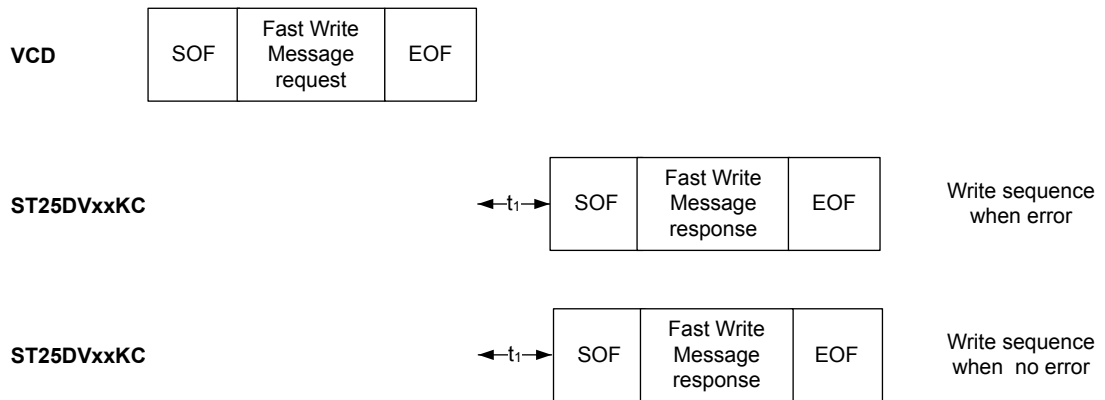 VCD
SOF
Fast Write
Message
request
EOF
ST25DVxxKC
t1
SOF
Fast Write
Message
response
EOF
Write sequence
when error
ST25DVxxKC
t1
SOF
Fast Write
Message
response
EOF
Write sequence
when no error